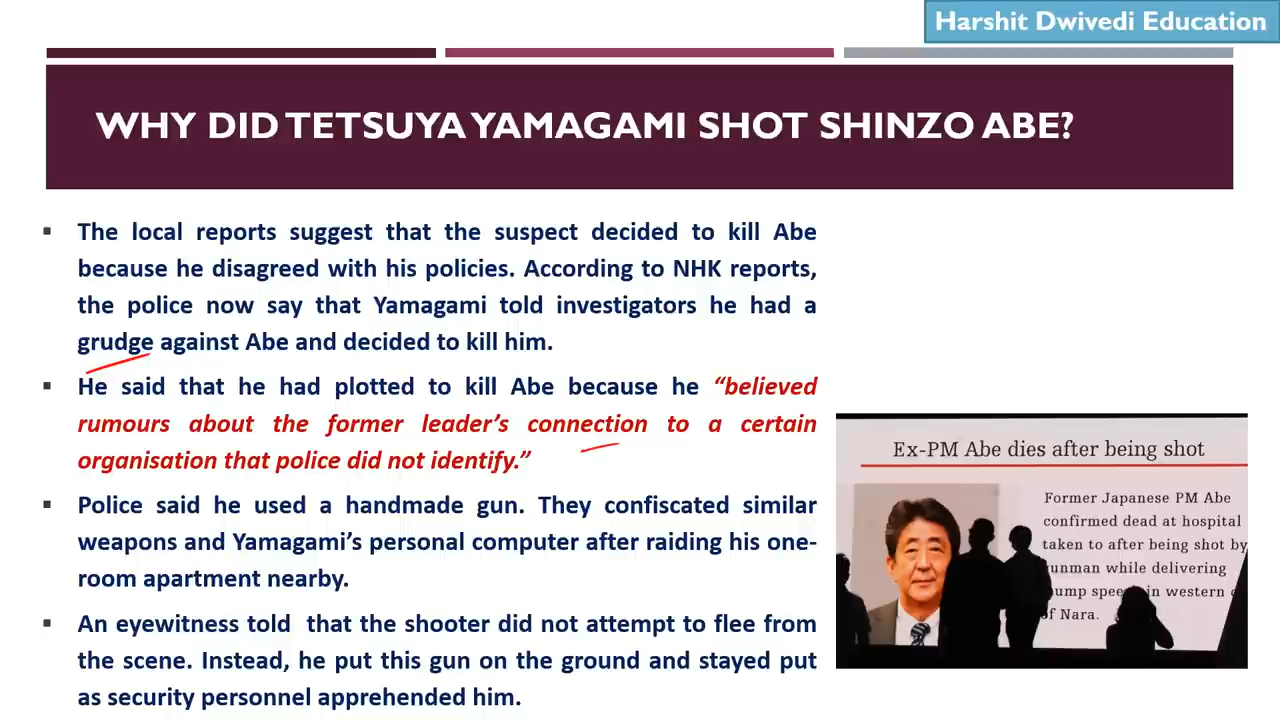 Harshit Dwivedi Education
WHY DID TETSUYA YAMAGAMI SHOT SHINZO ABE?
▪ The local reports suggest that the suspect decided to kill Abe
because he disagreed with his policies. According to NHK reports,
the police now say that Yamagami told investigators he had a
grudge against Abe and decided to kill him.
▪ He said that he had plotted to kill Abe because he “believed
rumours about the former leader’s connection to a certain
organisation that police did not identify.”
▪ Police said he used a handmade gun. They confiscated similar
weapons and Yamagami’s personal computer after raiding his one-
room apartment nearby.
▪ An eyewitness told that the shooter did not attempt to flee from
the scene. Instead, he put this gun on the ground and stayed put
as security personnel apprehended him.
Ex-PM Abe dies after being shot
Former Japanese PM Abe
confirmed dead at hospital
taken to after being shot by
unman while delivering
ump spee in western
of Nara.